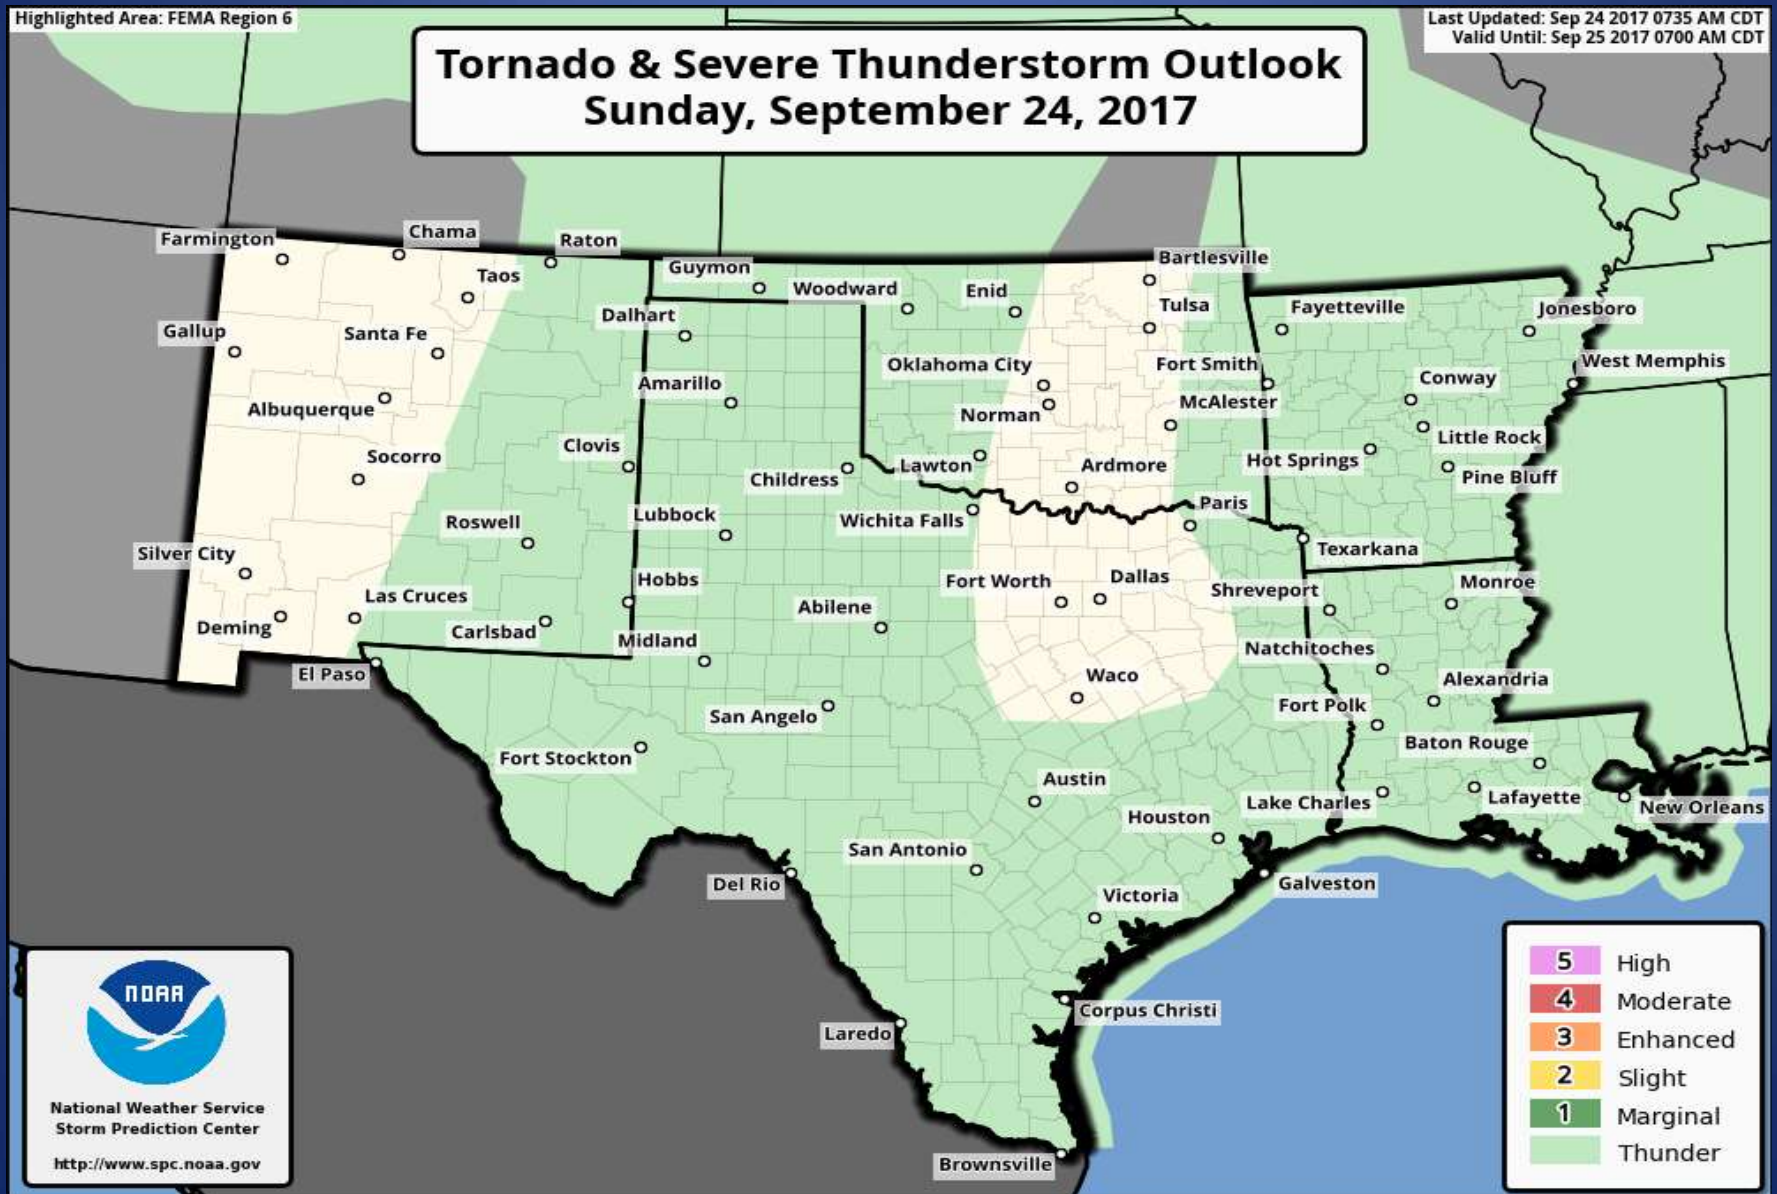 Highlighted Area: FEMA Region 6
Last Updated: Sep 24 2017 0735 AM CDT
Valid Until: Sep 25 2017 0700 AM CDT
Tornado & Severe Thunderstorm Outlook
Sunday, September 24, 2017
Farmington
Chama
Raton
Taos
Guymon
Woodward
Enid
Bartlesville
Tulsa
Fayetteville
Jonesboro
Gallup
Santa Fe
Dalhart
Oklahoma City
Fort Smith
West Memphis
Albuquerque
Amarillo
Norman
McAlester
Conway
Socorro
Clovis
Childress
Lawton
Ardmore
Hot Springs
Little Rock
Pine Bluff
Roswell
Lubbock
Wichita Falls
Paris
Texarkana
Silver City
Las Cruces
Hobbs
Fort Worth
Dallas
Shreveport
Monroe
Deming
Carlsbad
Midland
Abilene
Natchitoches
El Paso
San Angelo
Waco
Fort Polk
Alexandria
Fort Stockton
Austin
Baton Rouge
Houston
Lake Charles
Lafayette
New Orleans
San Antonio
Del Rio
Victoria
Galveston
Laredo
Corpus Christi
Brownsville
NOAA
National Weather Service
Storm Prediction Center
http://www.spc.noaa.gov
5 High
4 Moderate
3 Enhanced
2 Slight
1 Marginal
Thunder